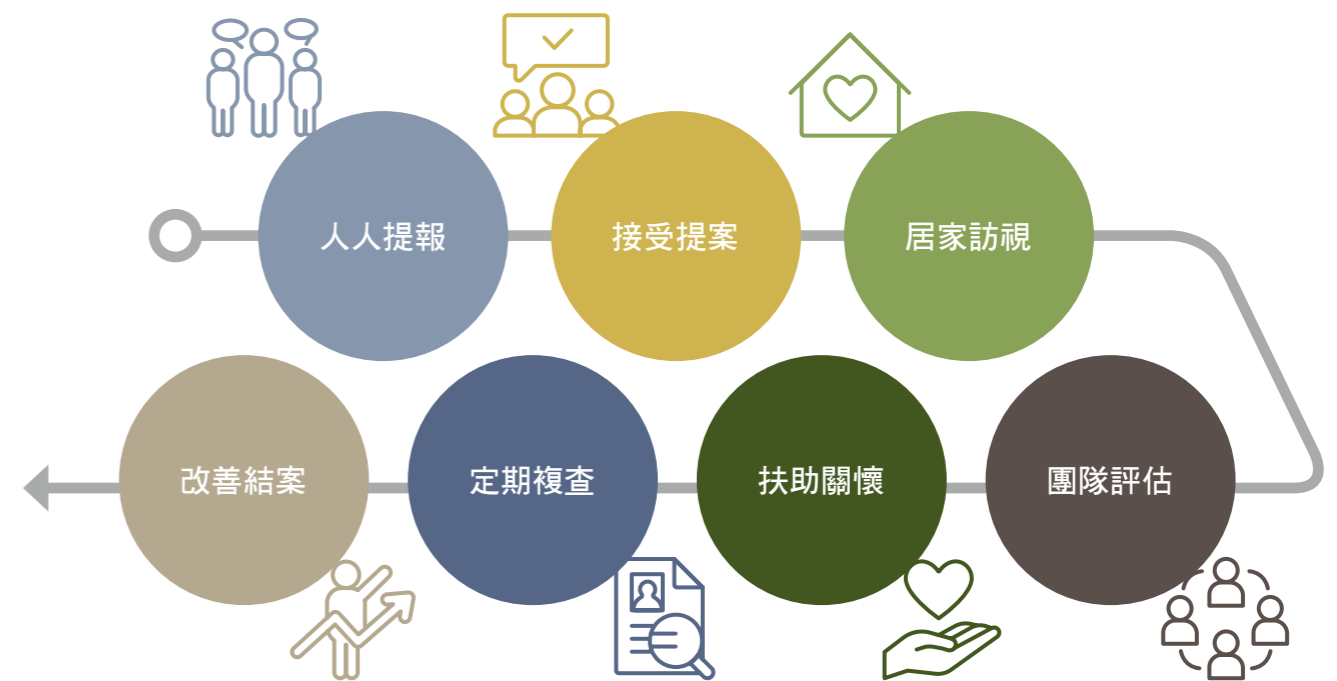 人人提報
接受提案
居家訪視
團隊評估
扶助關懷
定期複查
改善結案